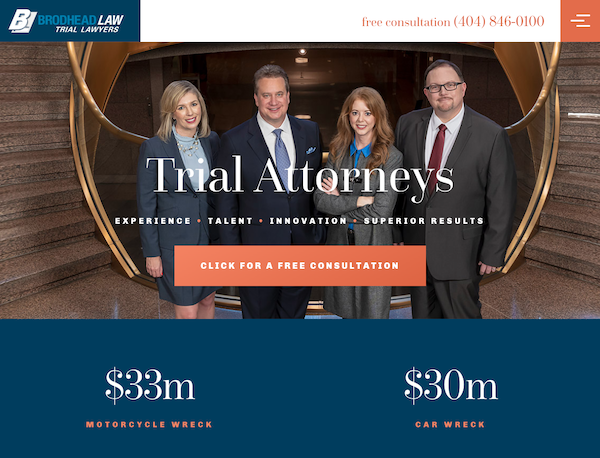 BRODHEAD LAW
TRIAL LAWYERS
free consultation (404) 846-0100
Trial Attorneys
EXPERIENCE • TALENT • INNOVATION • SUPERIOR RESULTS
CLICK FOR A FREE CONSULTATION
$33m
$30m
MOTORCYCLE WRECK
CAR WRECK